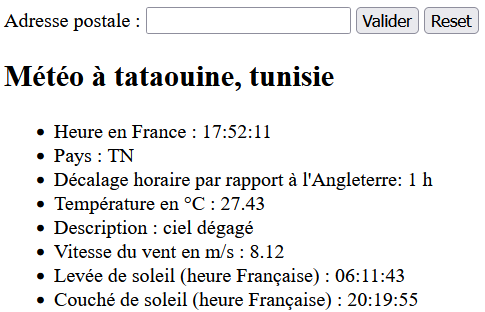 Adresse postale : Valider Reset
Météo à tataouine, tunisie
• Heure en France : 17:52:11
• Pays : TN
• Décalage horaire par rapport à l'Angleterre: 1 h
• Température en °C : 27.43
• Description : ciel dégagé
• Vitesse du vent en m/s : 8.12
• Levée de soleil (heure Française) : 06:11:43
• Couché de soleil (heure Française) : 20:19:55